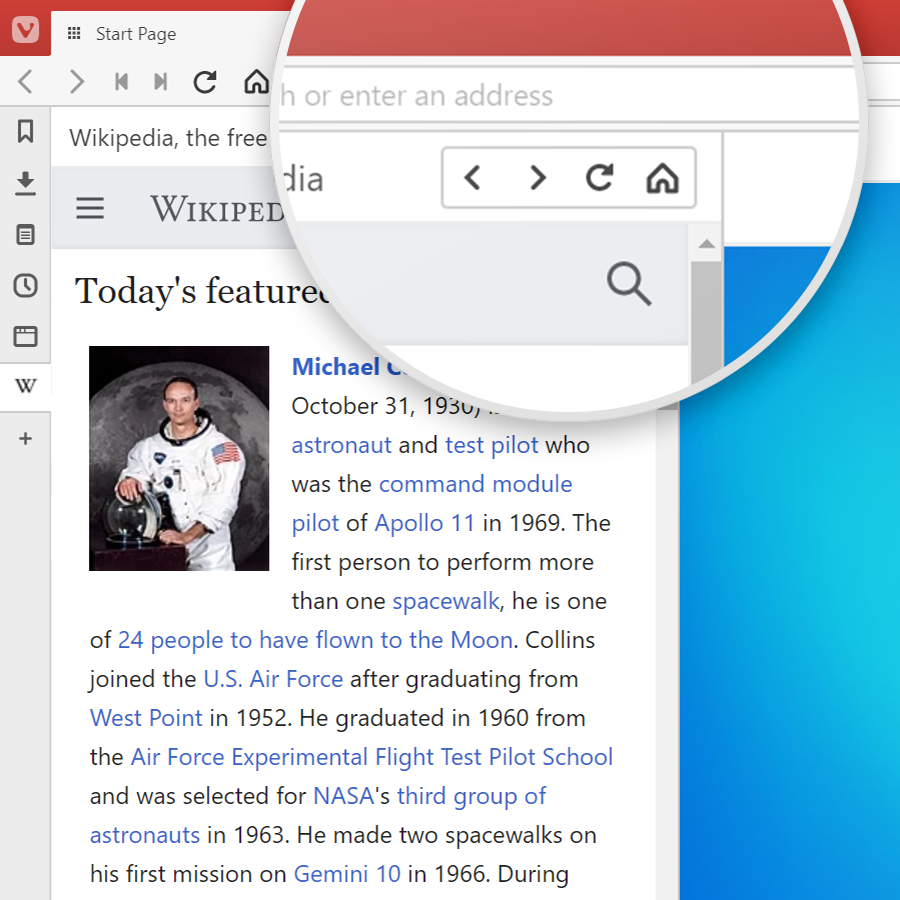 Start Page
h or enter an address
Wikipedia, the free
dia
WIKIPED
Today's featured
Michael C
October 31, 1930)
astronaut and test pilot who
was the command module
pilot of Apollo 11 in 1969. The
first person to perform more
than one spacewalk, he is one
of 24 people to have flown to the Moon. Collins
joined the U.S. Air Force after graduating from
West Point in 1952. He graduated in 1960 from
the Air Force Experimental Flight Test Pilot School
and was selected for NASA's third group of
astronauts in 1963. He made two spacewalks on
his first mission on Gemini 10 in 1966. During
W